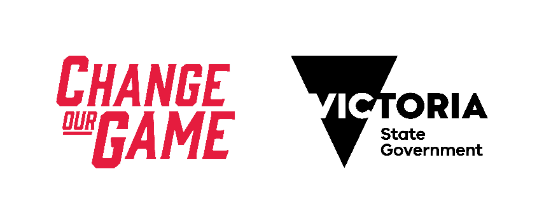 CHANGE
OUR
GAME
VICTORIA
State
Government